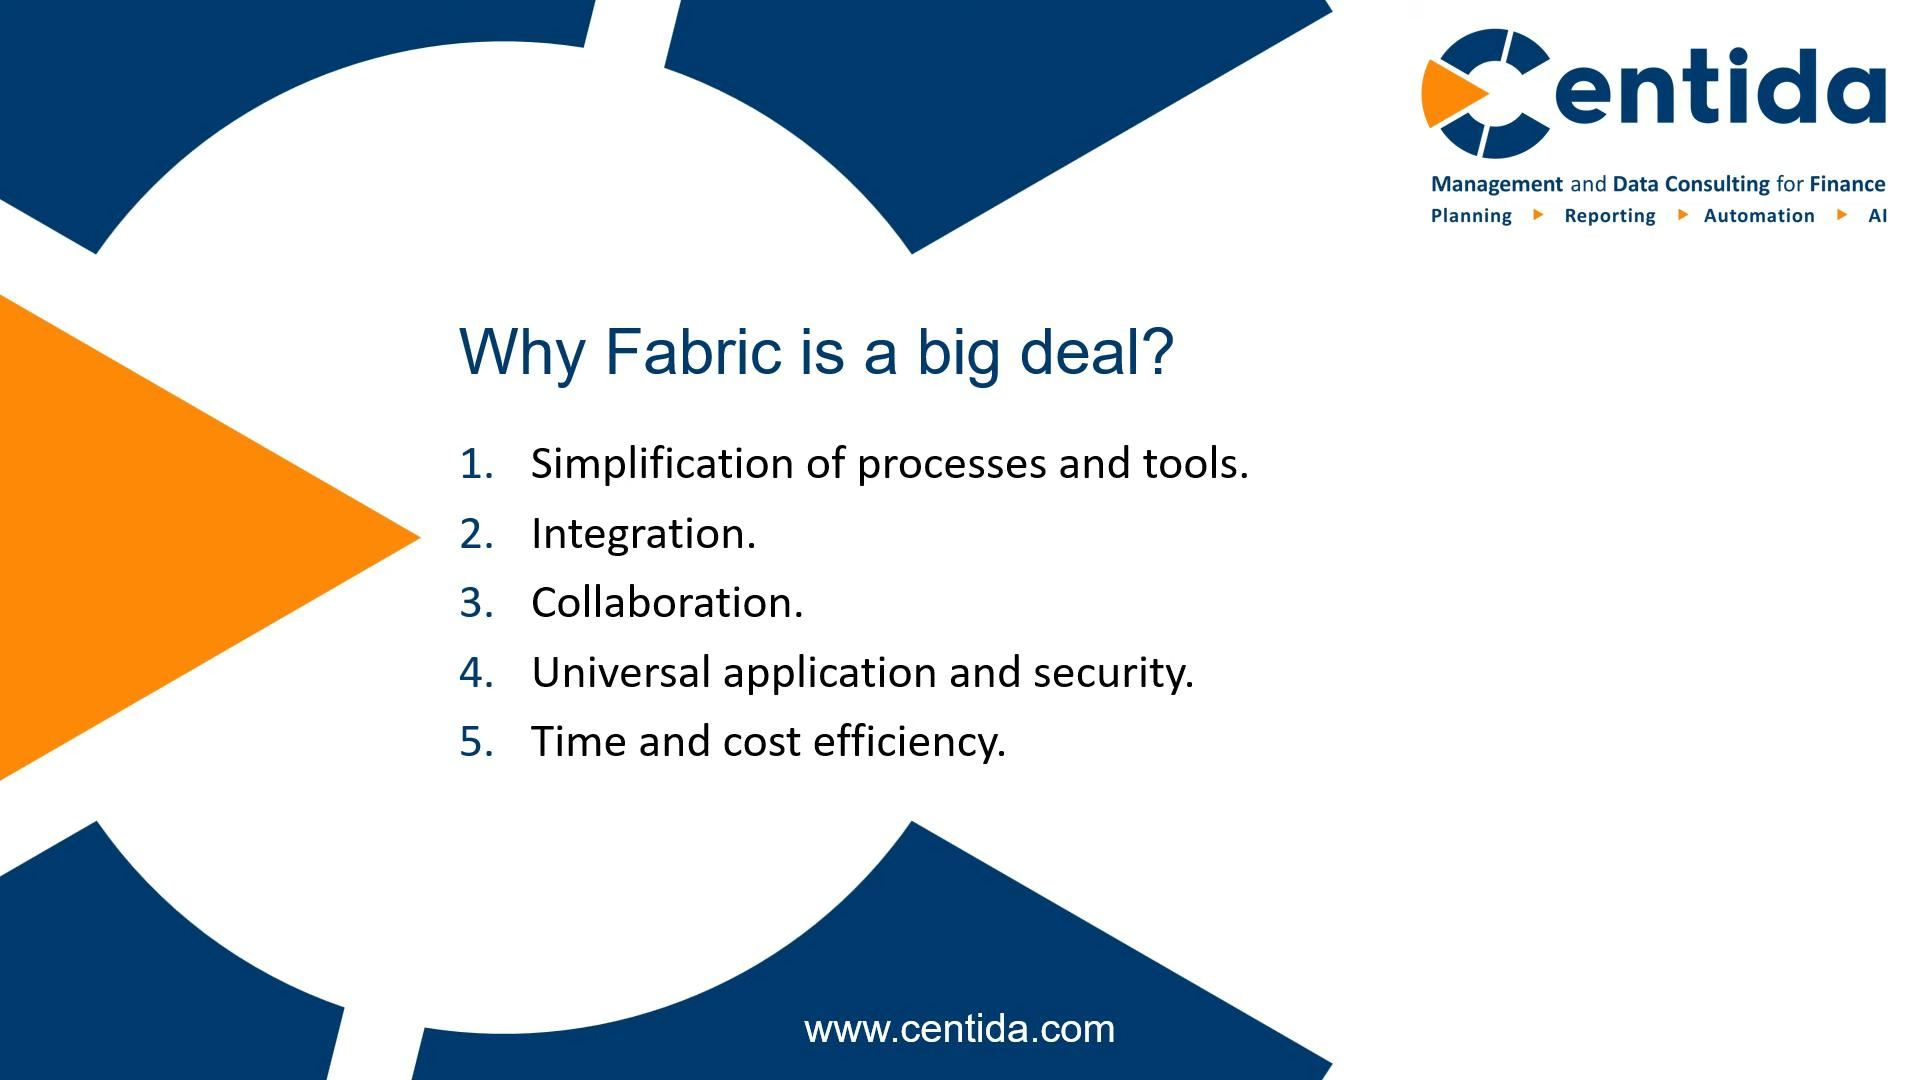 Centida
Management and Data Consulting for Finance
Planning Reporting Automation AI
Why Fabric is a big deal?
1. Simplification of processes and tools.
2. Integration.
3. Collaboration.
4. Universal application and security.
5. Time and cost efficiency.
www.centida.com